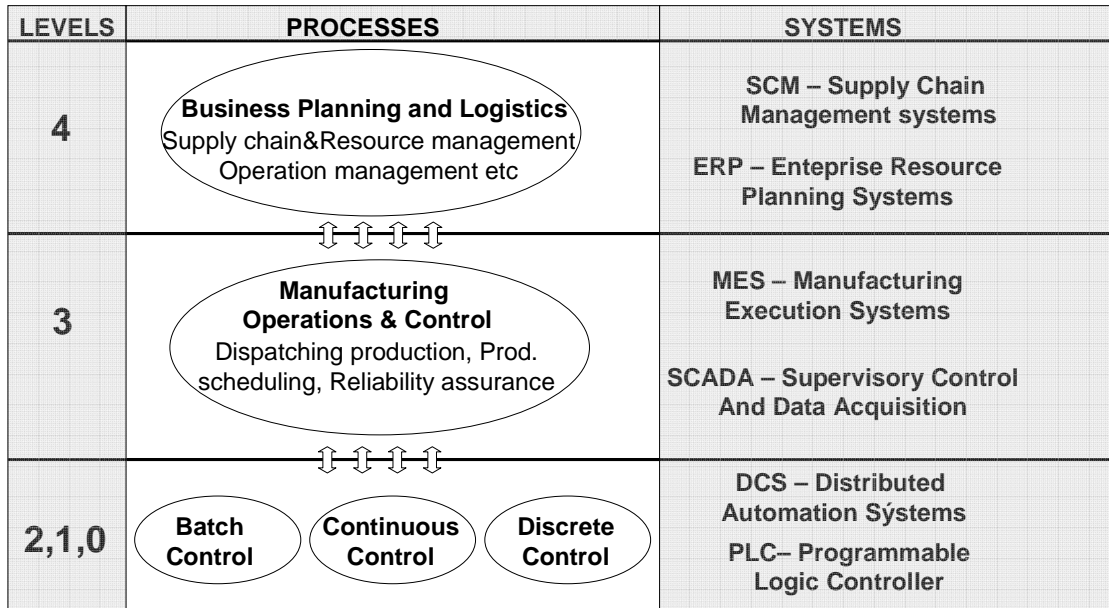 LEVELS
PROCESSES
SYSTEMS
4
Business Planning and Logistics
Supply chain&Resource management
Operation management etc
SCM – Supply Chain
Management systems
ERP – Enteprise Resource
Planning Systems
3
Manufacturing
Operations & Control
Dispatching production, Prod.
scheduling, Reliability assurance
MES – Manufacturing
Execution Systems
SCADA – Supervisory Control
And Data Acquisition
2,1,0
Batch
Control
Continuous
Control
Discrete
Control
DCS – Distributed
Automation Sýstems
PLC– Programmable
Logic Controller